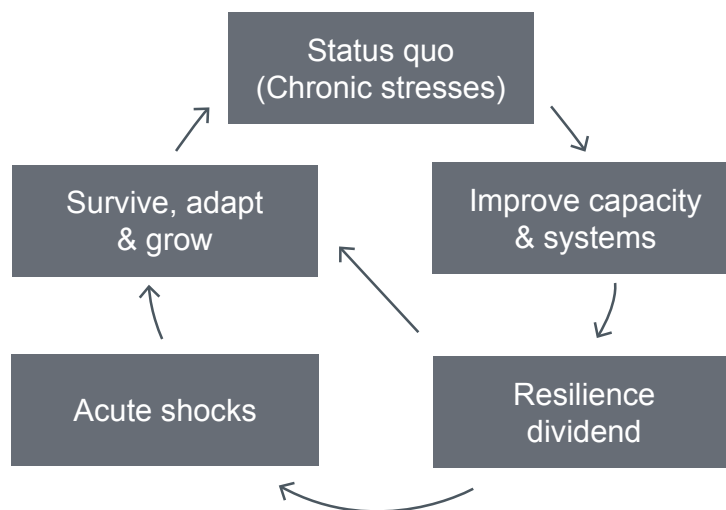 Status quo
(Chronic stresses)
Survive, adapt
& grow
Improve capacity
& systems
Acute shocks
Resilience
dividend